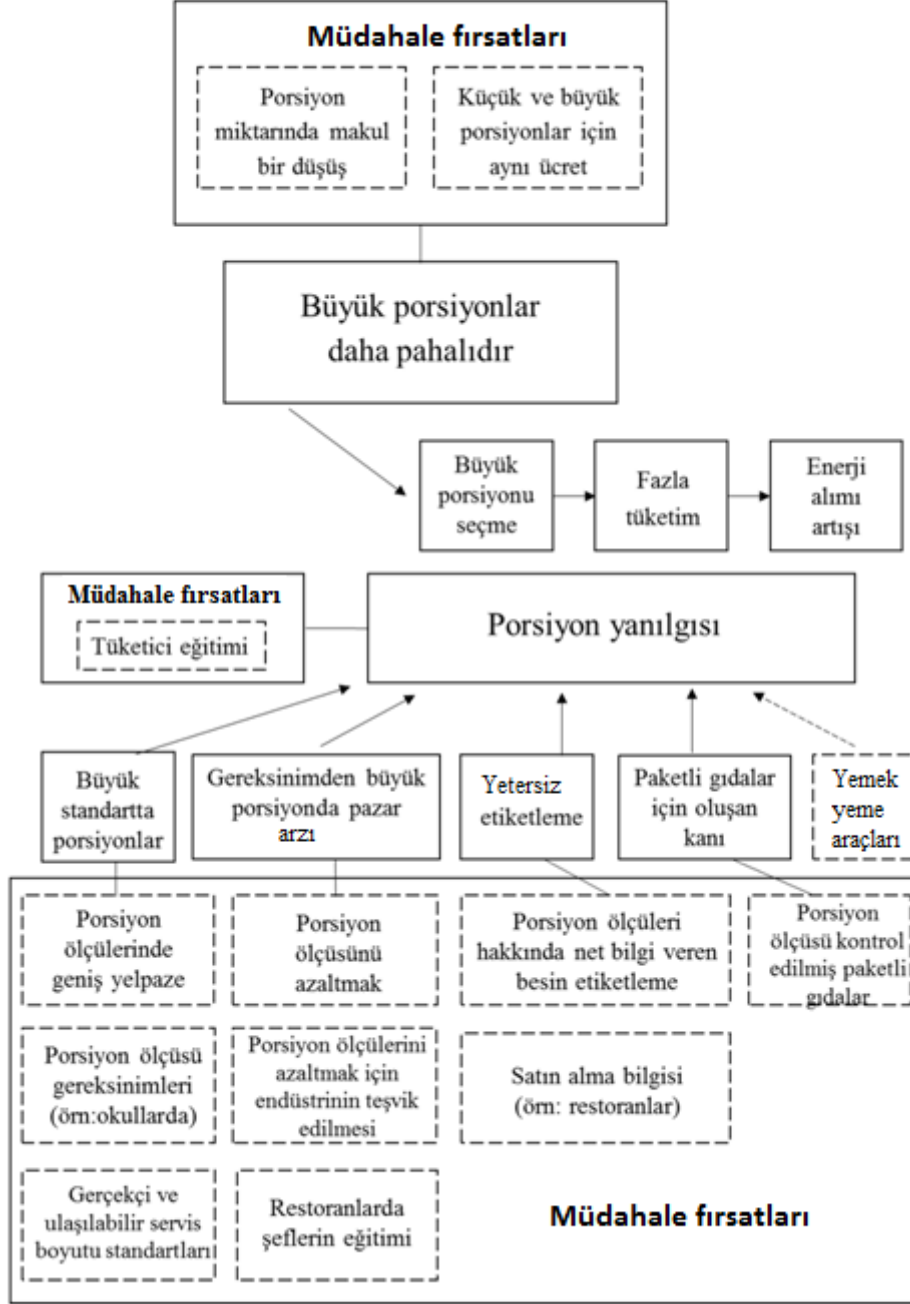 Müdahale fırsatları
Porsiyon
miktarında makul
bir düşüş
Küçük ve büyük
porsiyonlar için
aynı ücret
Büyük porsiyonlar
daha pahalıdır
Büyük
porsiyonu
seçme
Fazla
tüketim
Enerji
alımı
artışı
Müdahale fırsatları
Tüketici eğitimi
Porsiyon yanılgısı
Büyük
standartta
porsiyonlar
Gereksinimden büyük
porsiyonda pazar
arzı
Yetersiz
etiketleme
Paketli gıdalar
için oluşan
kanı
Yemek
yeme
araçları
Porsiyon
ölçülerinde
geniş yelpaze
Porsiyon
ölçüsünü
azaltmak
Porsiyon ölçüleri
hakkında net bilgi veren
besin etiketleme
Porsiyon
ölçüsü kontrol
edilmiş paketli
gıdalar
Porsiyon ölçüsü
gereksinimleri
(örn:okullarda)
Porsiyon ölçülerini
azaltmak için
endüstrinin teşvik
edilmesi
Satın alma bilgisi
(örn: restoranlar)
Gerçekçi ve
ulaşılabilir servis
boyutu standartları
Restoranlarda
şeflerin eğitimi
Müdahale fırsatları